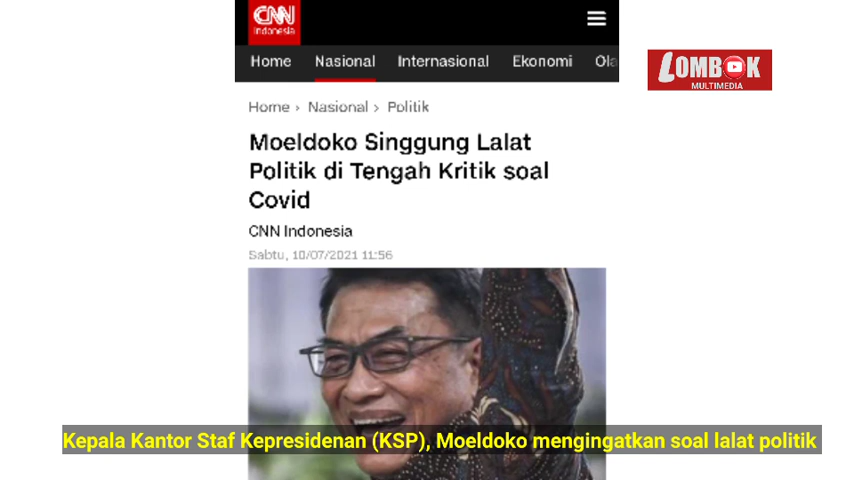 CNN
Indonesia
Home Nasional Internasional Ekonomi Ola
LOMBOK
MULTIMEDIA
Home › Nasional › Politik
Moeldoko Singgung Lalat
Politik di Tengah Kritik soal
Covid
CNN Indonesia
Sabtu, 10/07/2021 11:56
Kepala Kantor Staf Kepresidenan (KSP), Moeldoko mengingatkan soal lalat politik